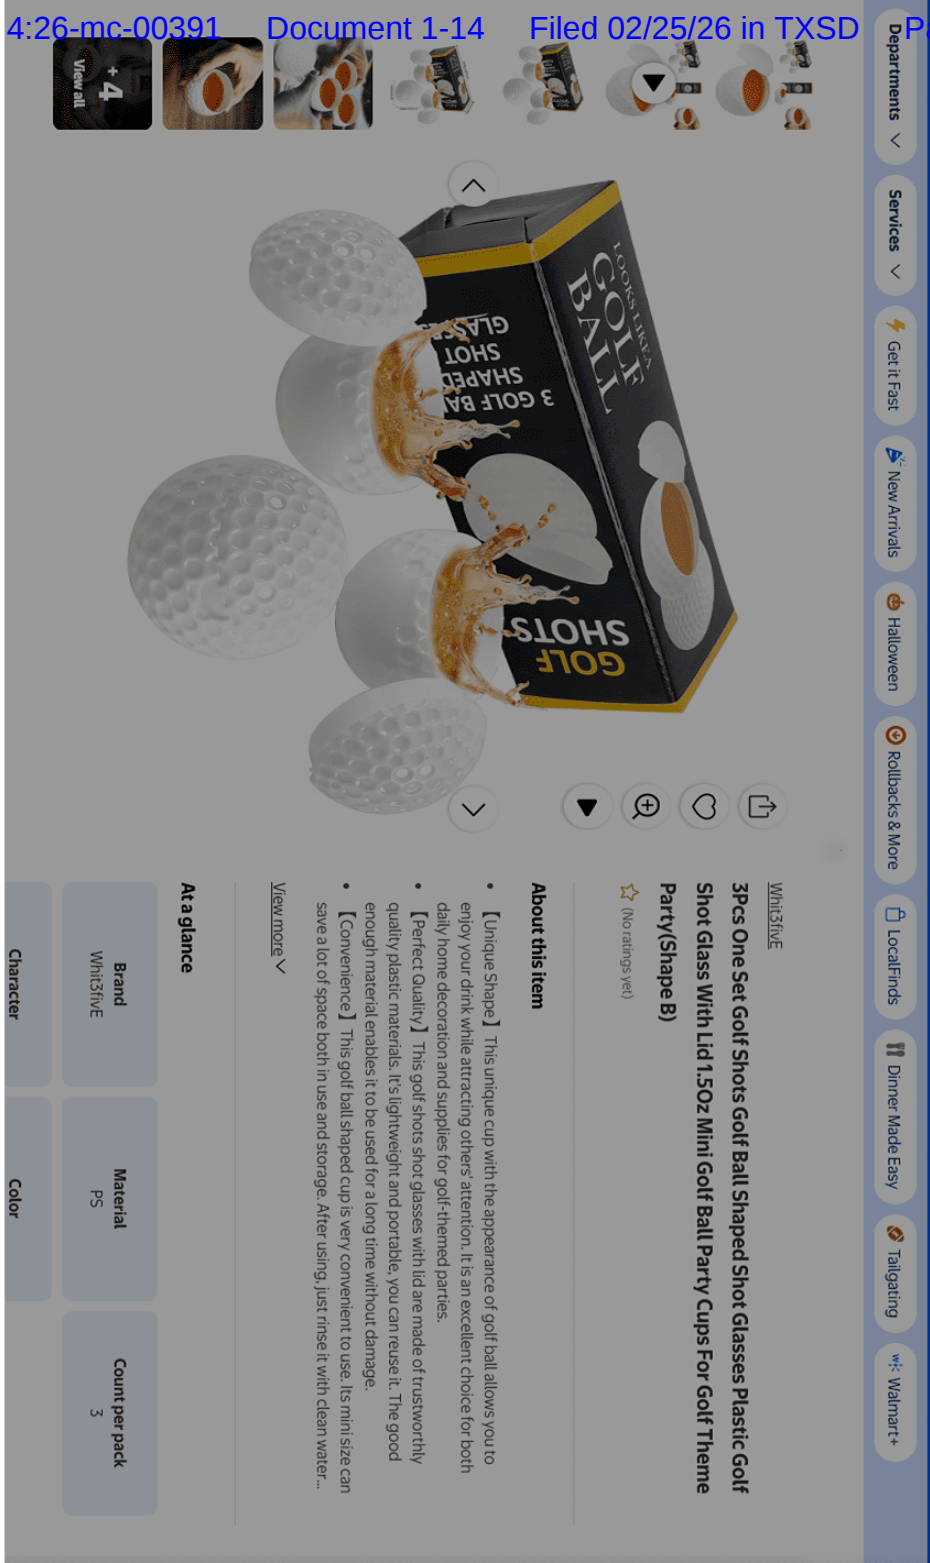 4:26-mc-00391 Document 1-14 Filed 02/25/26 in TXSD
Departments
Services
Get it Fast
New Arrivals
Halloween
Rollbacks & More
LocalFinds
Dinner Made Easy
Tailgating
Walmart+
+4
View all
LOOKS LIKE A
GOLF
BALL
3 GOLF BA
SHAPED
SHOT
GLASSES
GOLF
SHOTS
Whit3fivE
3Pcs One Set Golf Shots Golf Ball Shaped Shot Glasses Plastic Golf
Shot Glass With Lid 1.5Oz Mini Golf Ball Party Cups For Golf Theme
Party(Shape B)
(No ratings yet)
About this item
• 【Unique Shape】This unique cup with the appearance of golf ball allows you to
enjoy your drink while attracting others' attention. It is an excellent choice for both
daily home decoration and supplies for golf-themed parties.
• 【Perfect Quality】This golf shots shot glasses with lid are made of trustworthly
quality plastic materials. It's lightweight and portable, you can reuse it. The good
enough material enables it to be used for a long time without damage.
• 【Convenience】This golf ball shaped cup is very convenient to use. Its mini size can
save a lot of space both in use and storage. After using, just rinse it with clean water...
View more
At a glance
Brand
Whit3fivE
Material
PS
Count per pack
3
Character
Color